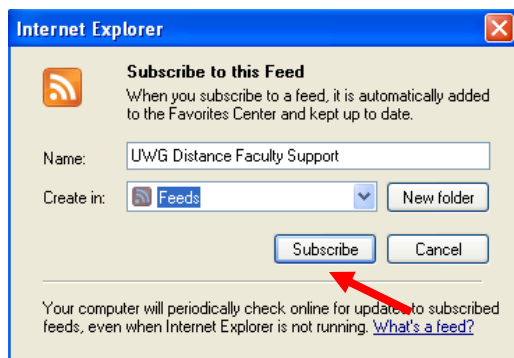 Internet Explorer
Subscribe to this Feed
When you subscribe to a feed, it is automatically added
to the Favorites Center and kept up to date.
Name: UWG Distance Faculty Support
Create in: Feeds New folder
Subscribe Cancel
Your computer will periodically check online for updates to subscribed
feeds, even when Internet Explorer is not running. What's a feed?